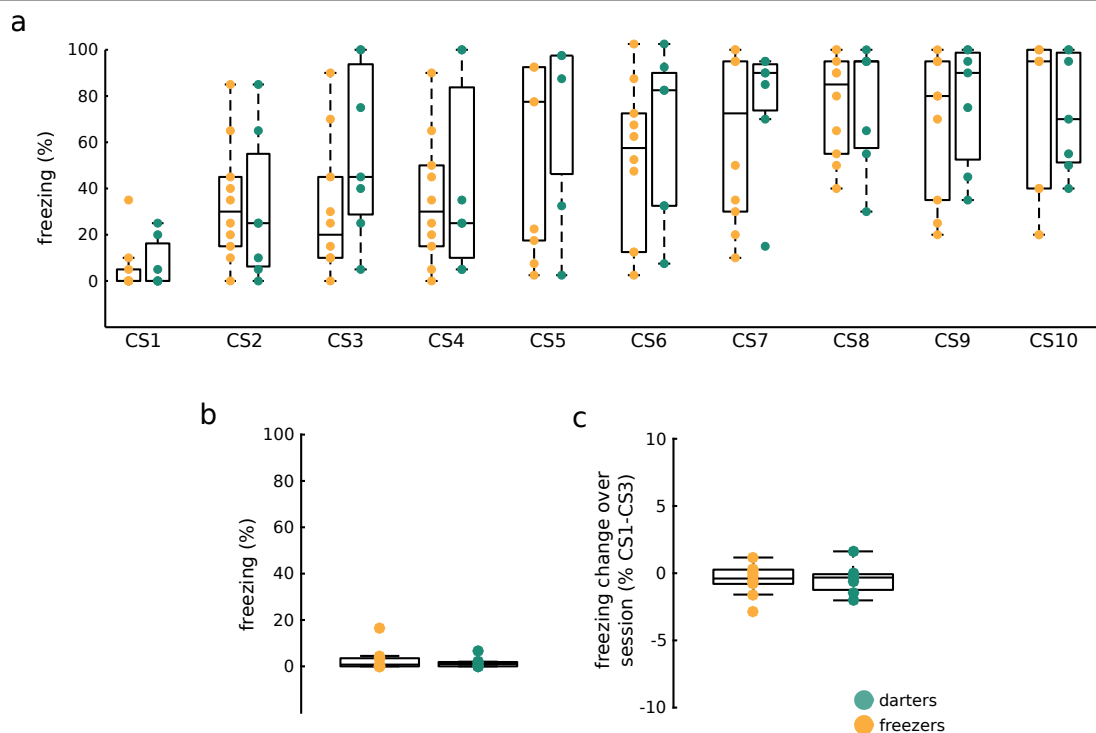 a
100
80
60
40
20
0
freezing (%)
CS1 CS2 CS3 CS4 CS5 CS6 CS7 CS8 CS9 CS10
b
100
80
60
40
20
0
freezing (%)
c
10
5
0
-5
-10
freezing change over
session (% CS1-CS3)
darters
freezers